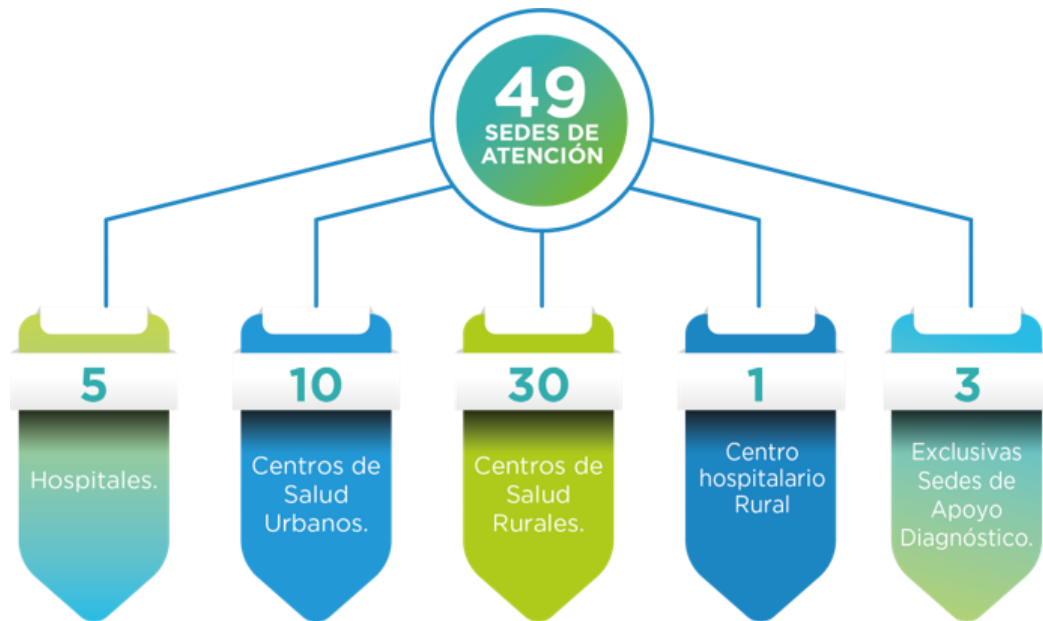 49
SEDES DE
ATENCIÓN
5
Hospitales.
10
Centros de
Salud
Urbanos.
30
Centros de
Salud
Rurales.
1
Centro
hospitalario
Rural
3
Exclusivas
Sedes de
Apoyo
Diagnóstico.